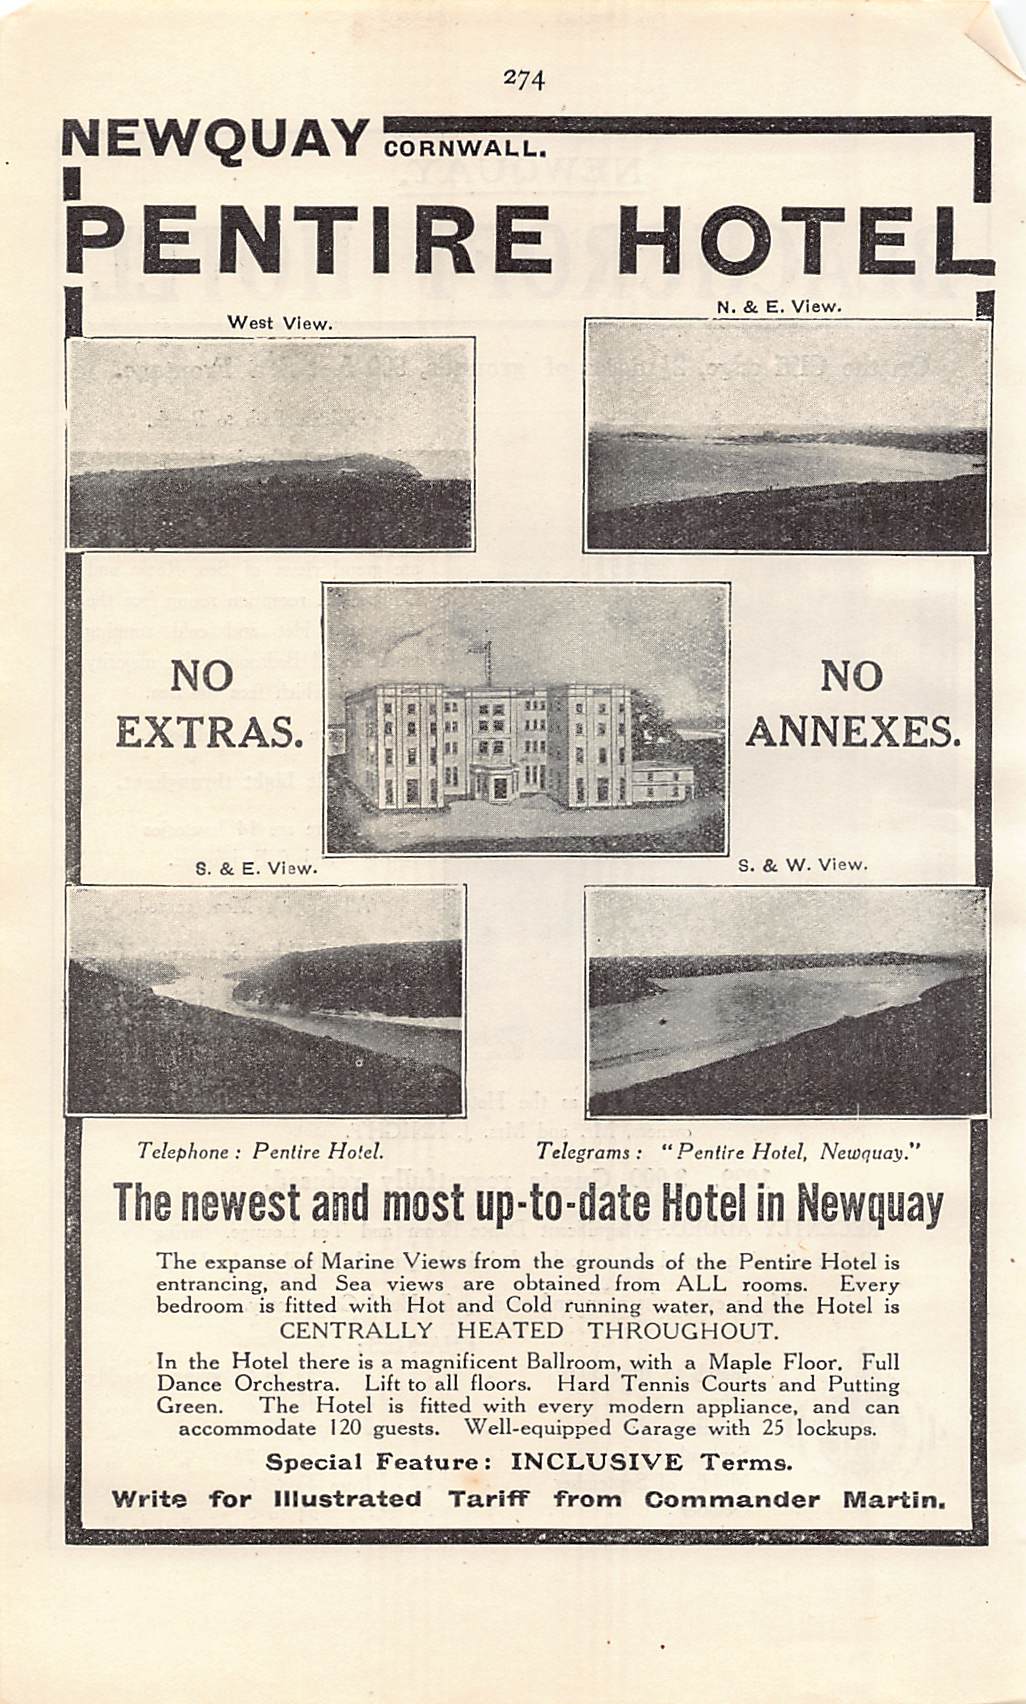 274
NEWQUAY CORNWALL.
PENTIRE HOTEL
West View.
N. & E. View.
NO
EXTRAS.
NO
ANNEXES.
S. & E. View.
S. & W. View.
Telephone : Pentire Hotel.
Telegrams : "Pentire Hotel, Newquay."
The newest and most up-to-date Hotel in Newquay
The expanse of Marine Views from the grounds of the Pentire Hotel is
entrancing, and Sea views are obtained from ALL rooms. Every
bedroom is fitted with Hot and Cold running water, and the Hotel is
CENTRALLY HEATED THROUGHOUT.
In the Hotel there is a magnificent Ballroom, with a Maple Floor. Full
Dance Orchestra. Lift to all floors. Hard Tennis Courts and Putting
Green. The Hotel is fitted with every modern appliance, and can
accommodate 120 guests. Well-equipped Garage with 25 lockups.
Special Feature: INCLUSIVE Terms.
Write for Illustrated Tariff from Commander Martin.